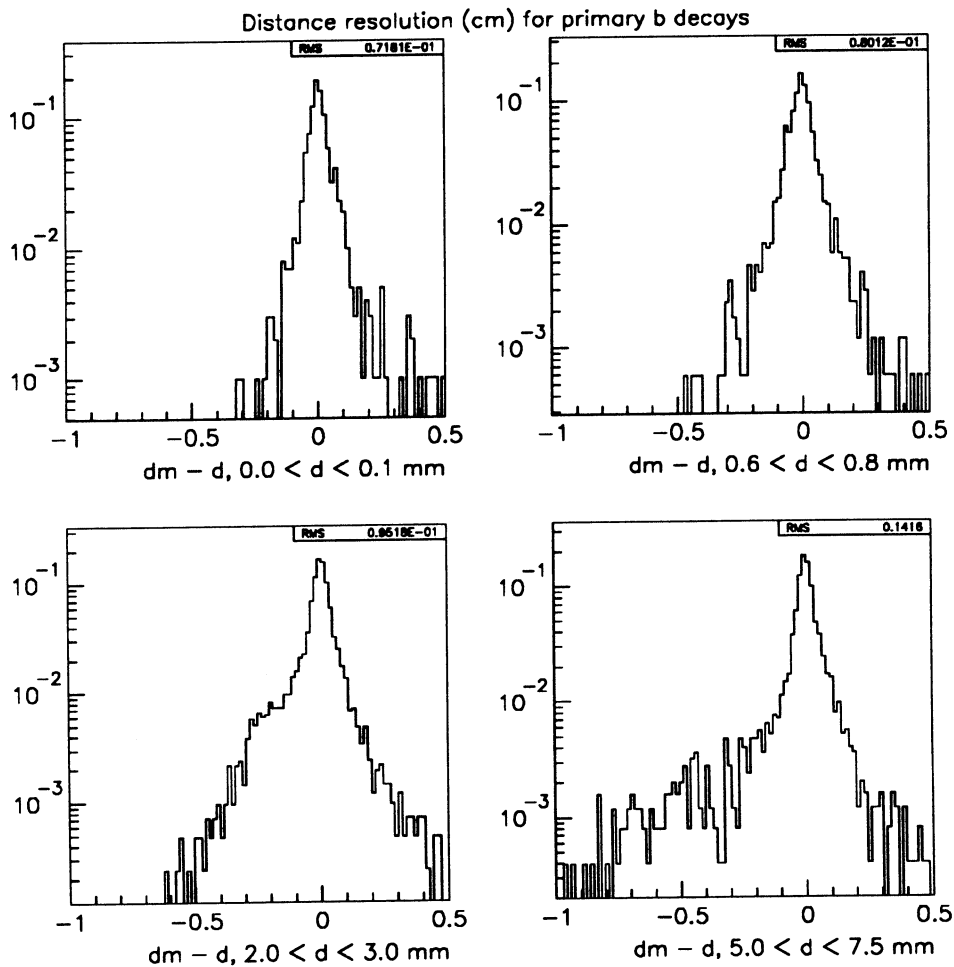 Distance resolution (cm) for primary b decays
RMS 0.7181E-01
10⁻¹
10⁻²
10⁻³
-1 -0.5 0 0.5
dm - d, 0.0 < d < 0.1 mm
RMS 0.8012E-01
10⁻¹
10⁻²
10⁻³
-1 -0.5 0 0.5
dm - d, 0.6 < d < 0.8 mm
RMS 0.9518E-01
10⁻¹
10⁻²
10⁻³
-1 -0.5 0 0.5
dm - d, 2.0 < d < 3.0 mm
RMS 0.1416
10⁻¹
10⁻²
10⁻³
-1 -0.5 0 0.5
dm - d, 5.0 < d < 7.5 mm